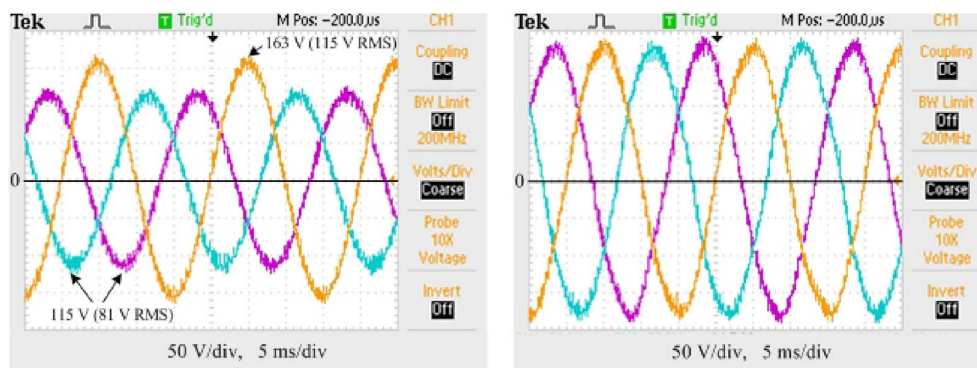 Tek T Trig'd M Pos: -200.0µs CH1
163 V (115 V RMS)
Coupling
DC
BW Limit
Off
200MHz
0
Volts/Div
Coarse
Probe
10X
Voltage
Invert
Off
115 V (81 V RMS)
50 V/div, 5 ms/div
Tek T Trig'd M Pos: -200.0µs CH1
Coupling
DC
BW Limit
Off
200MHz
0
Volts/Div
Coarse
Probe
10X
Voltage
Invert
Off
50 V/div, 5 ms/div